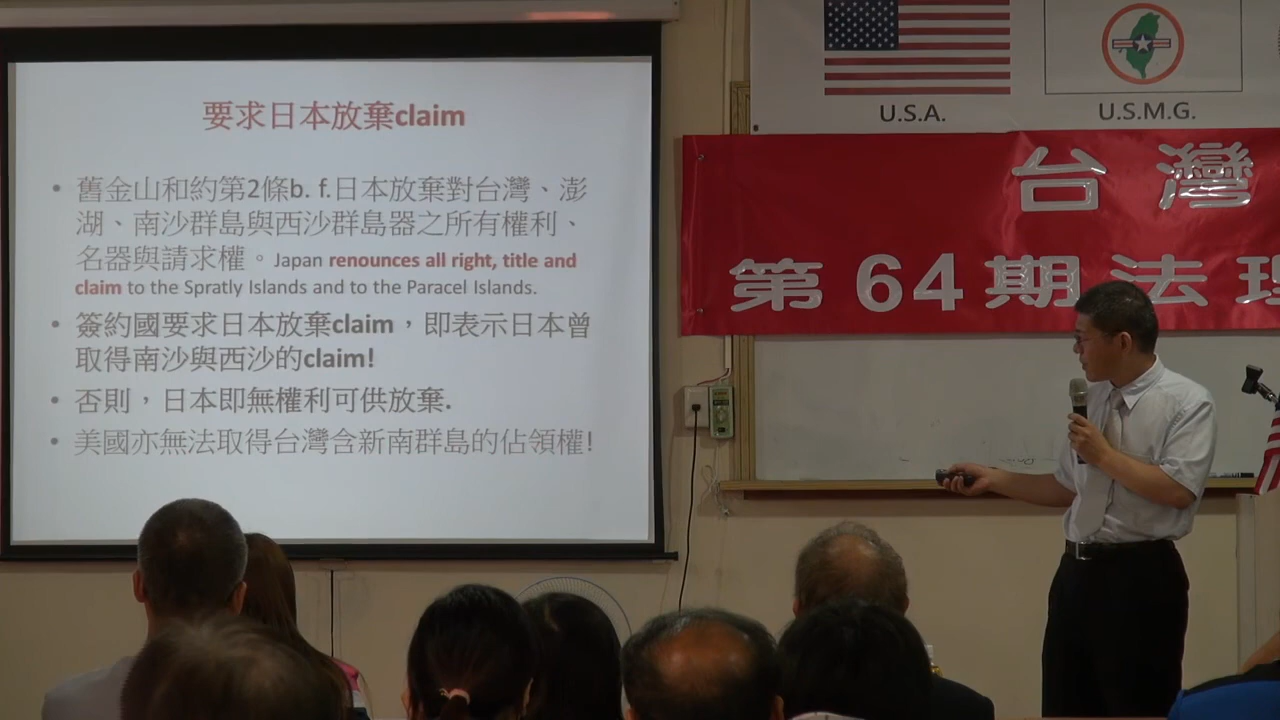 要求日本放棄claim
• 舊金山和約第2條b. f.日本放棄對台灣、澎
湖、南沙群島與西沙群島器之所有權利、
名器與請求權。Japan renounces all right, title and
claim to the Spratly Islands and to the Paracel Islands.
• 簽約國要求日本放棄claim，即表示日本曾
取得南沙與西沙的claim!
• 否則，日本即無權利可供放棄.
• 美國亦無法取得台灣含新南群島的佔領權!
U.S.A.
U.S.M.G.
台灣
第64期法理